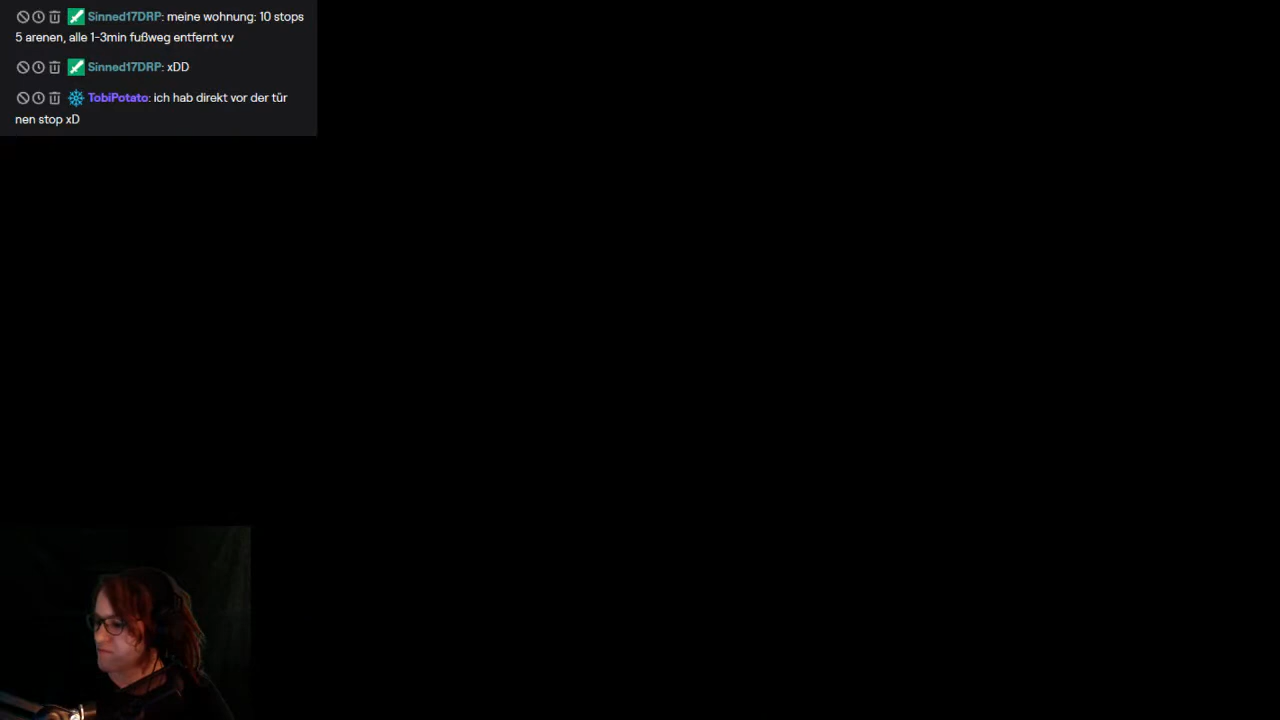 Sinned17DRP: meine wohnung: 10 stops
5 arenen, alle 1-3min fußweg entfernt v.v
Sinned17DRP: xDD
TobiPotato: ich hab direkt vor der tür
nen stop xD